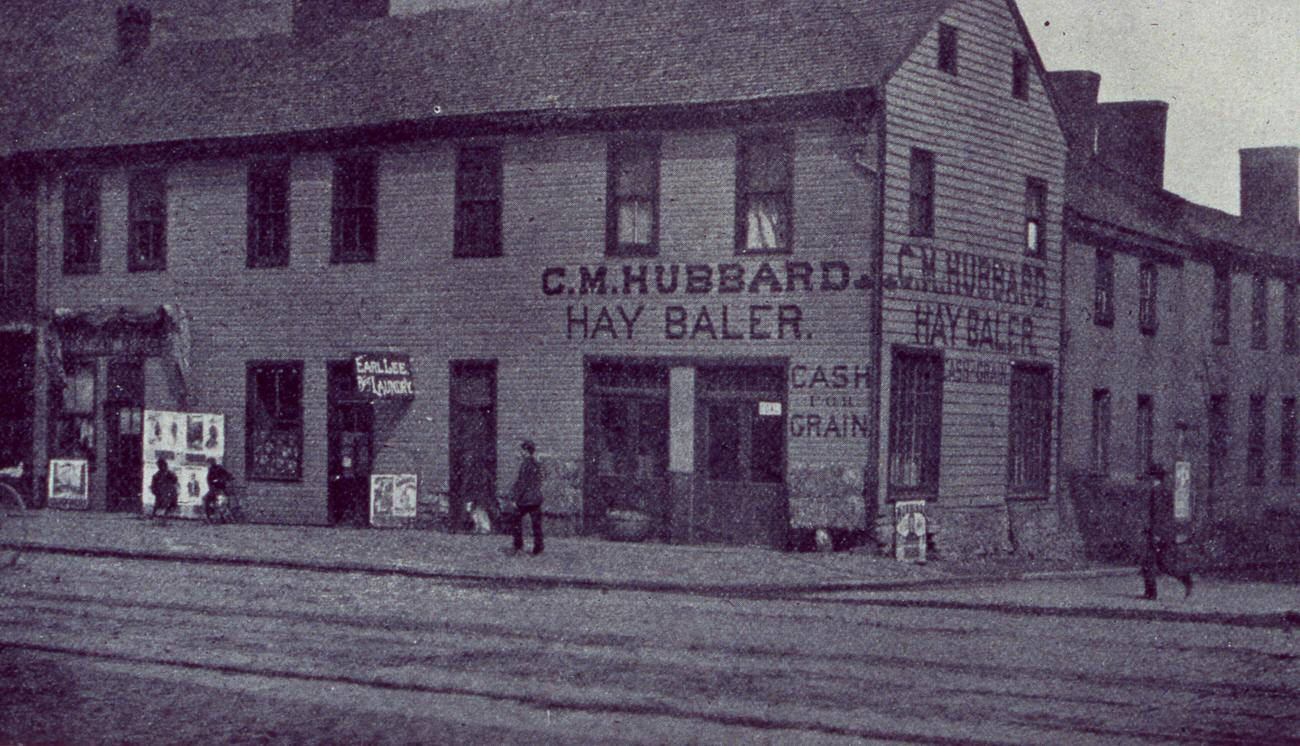 C.M. HUBBARD.
HAY BALER.
CASH
FOR
GRAIN
C.M. HUBBARD.
HAY BALER.
CASH GRAIN
EARL LEE.
LAUNDRY.